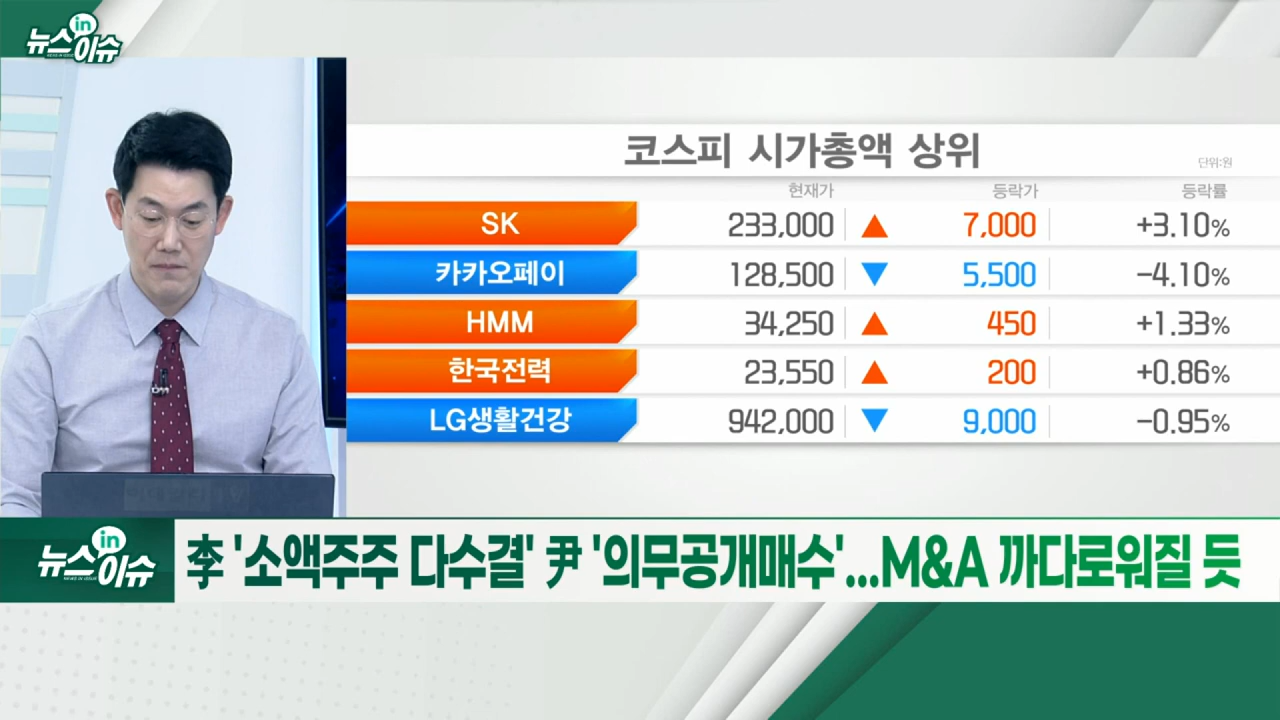 뉴스in이슈
코스피 시가총액 상위
단위:원
현재가 등락가 등락률
SK 233,000 ▲ 7,000 +3.10%
카카오페이 128,500 ▼ 5,500 -4.10%
HMM 34,250 ▲ 450 +1.33%
한국전력 23,550 ▲ 200 +0.86%
LG생활건강 942,000 ▼ 9,000 -0.95%
뉴스in이슈
NEWS IN ISSUE
李 '소액주주 다수결' 尹 '의무공개매수'...M&A 까다로워질 듯